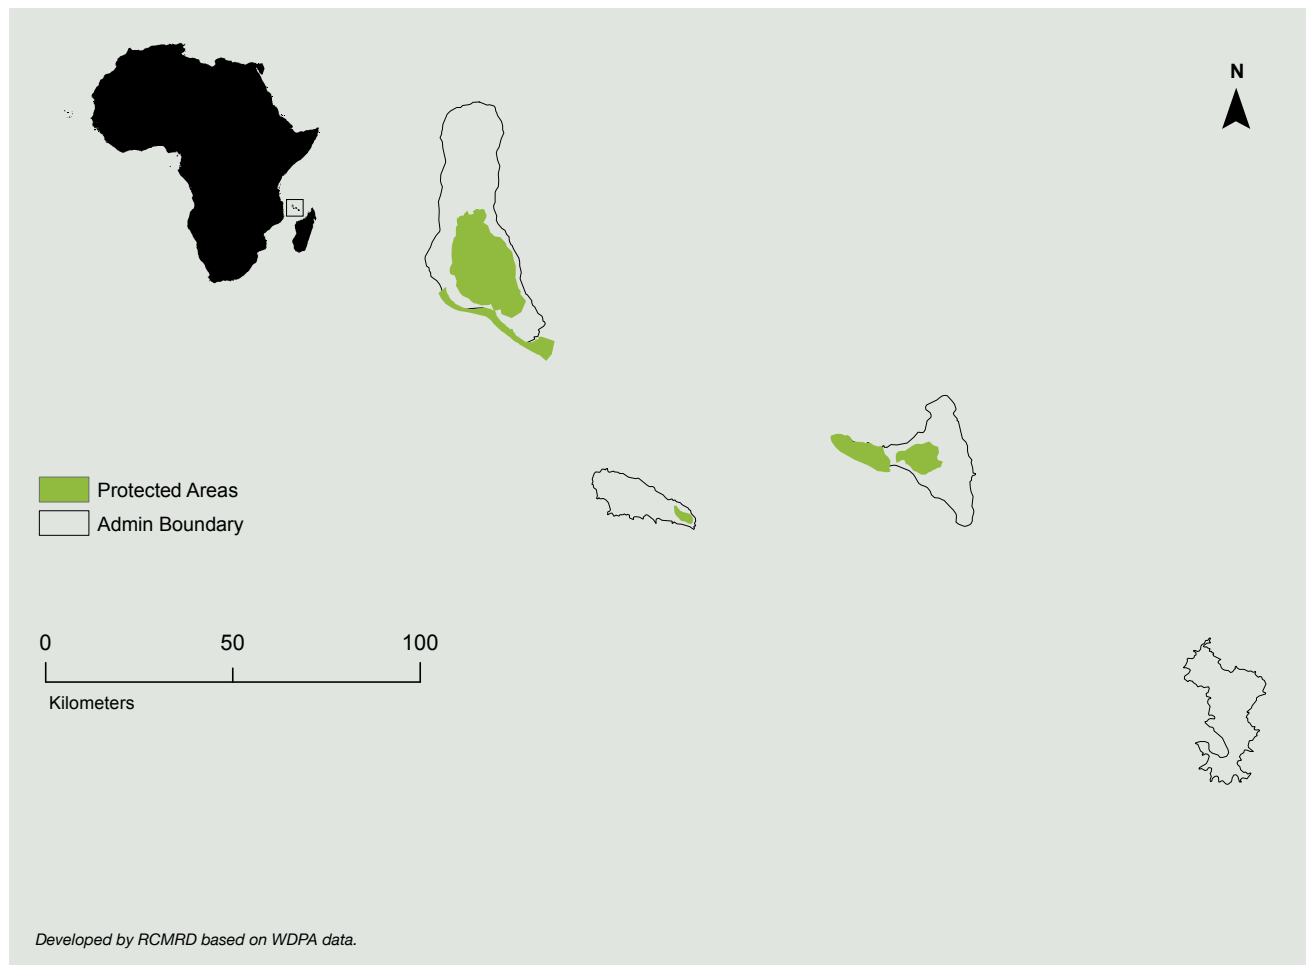 N
Protected Areas
Admin Boundary
0 50 100
Kilometers
Developed by RCMRD based on WDPA data.